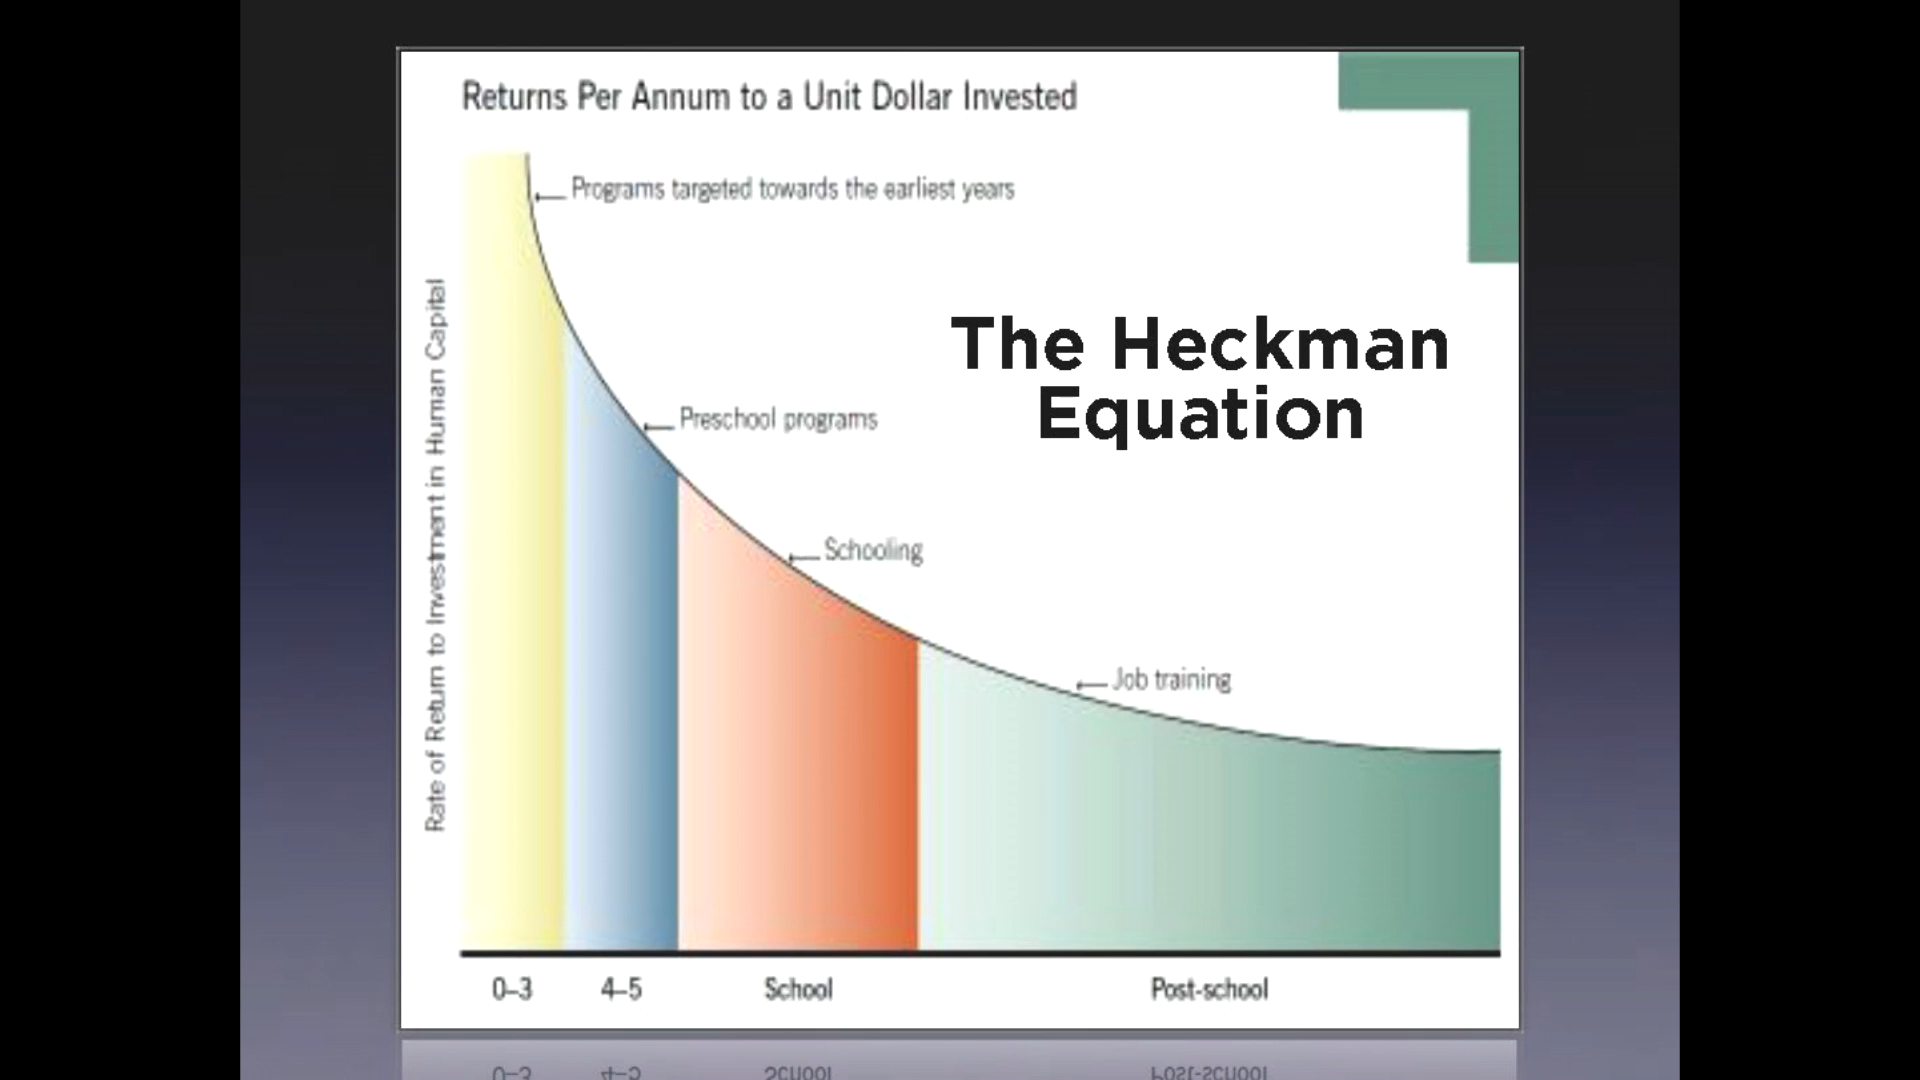 Returns Per Annum to a Unit Dollar Invested
Programs targeted towards the earliest years
The Heckman
Equation
Preschool programs
Schooling
Job training
Rate of Return to Investment in Human Capital
0–3 4–5 School Post-school